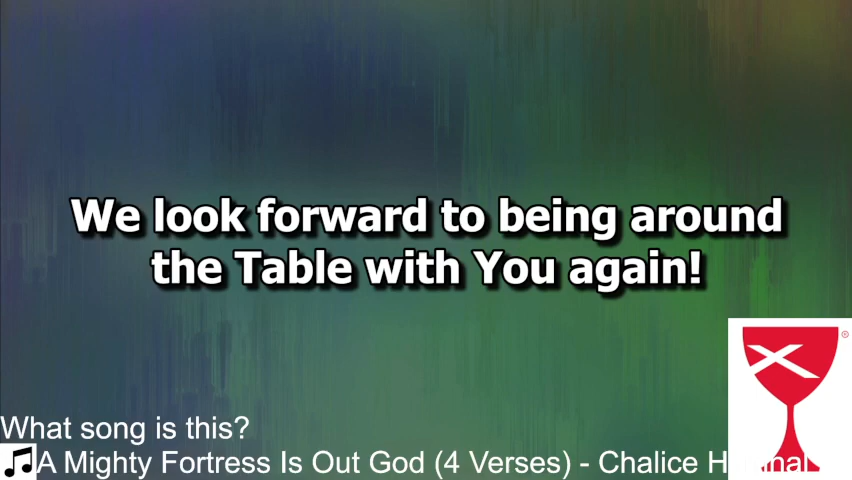 We look forward to being around
the Table with You again!
What song is this?
A Mighty Fortress Is Out God (4 Verses) - Chalice Hymnal
®